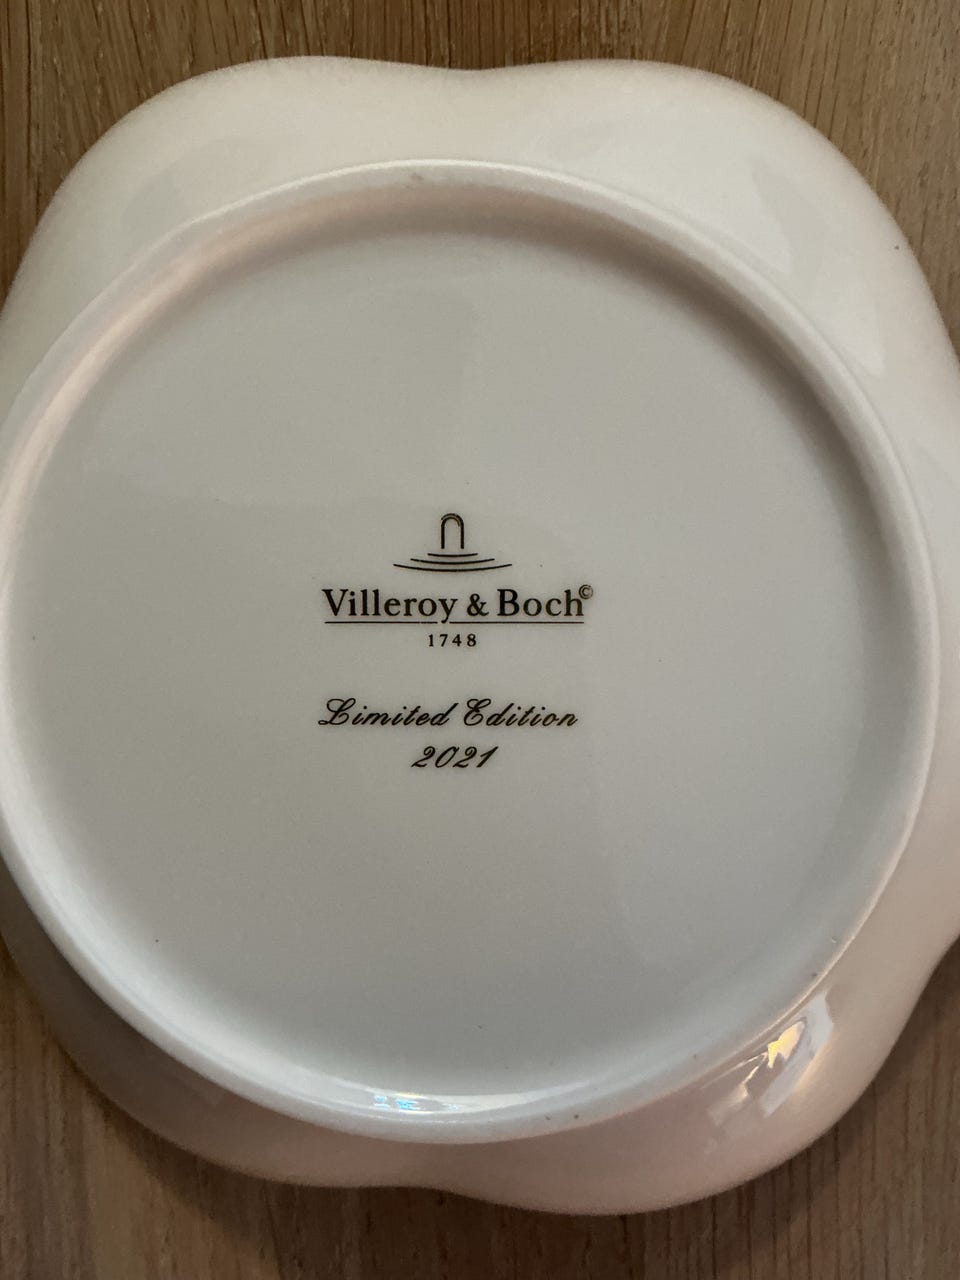 Villeroy & Boch©
1748
Limited Edition
2021